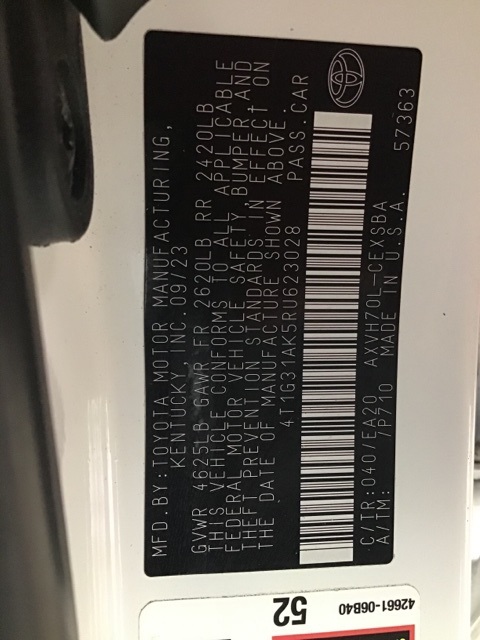 MFD. BY: TOYOTA MOTOR MANUFACTURING,
KENTUCKY, INC. 09/23
GVWR 4625LB GAWR FR 2620LB RR 2420LB
THIS VEHICLE CONFORMS TO ALL APPLICABLE
FEDERAL MOTOR VEHICLE SAFETY, BUMPER AND
THEFT PREVENTION STANDARDS IN EFFECT ON
THE DATE OF MANUFACTURE SHOWN ABOVE.
4T1G31AK5RU623028 PASS. CAR
C/TR: 040/EA20 AXVH70L-CEXSBA
A/TM: -/P710 MADE IN U.S.A. 57363
52
42661-06B40